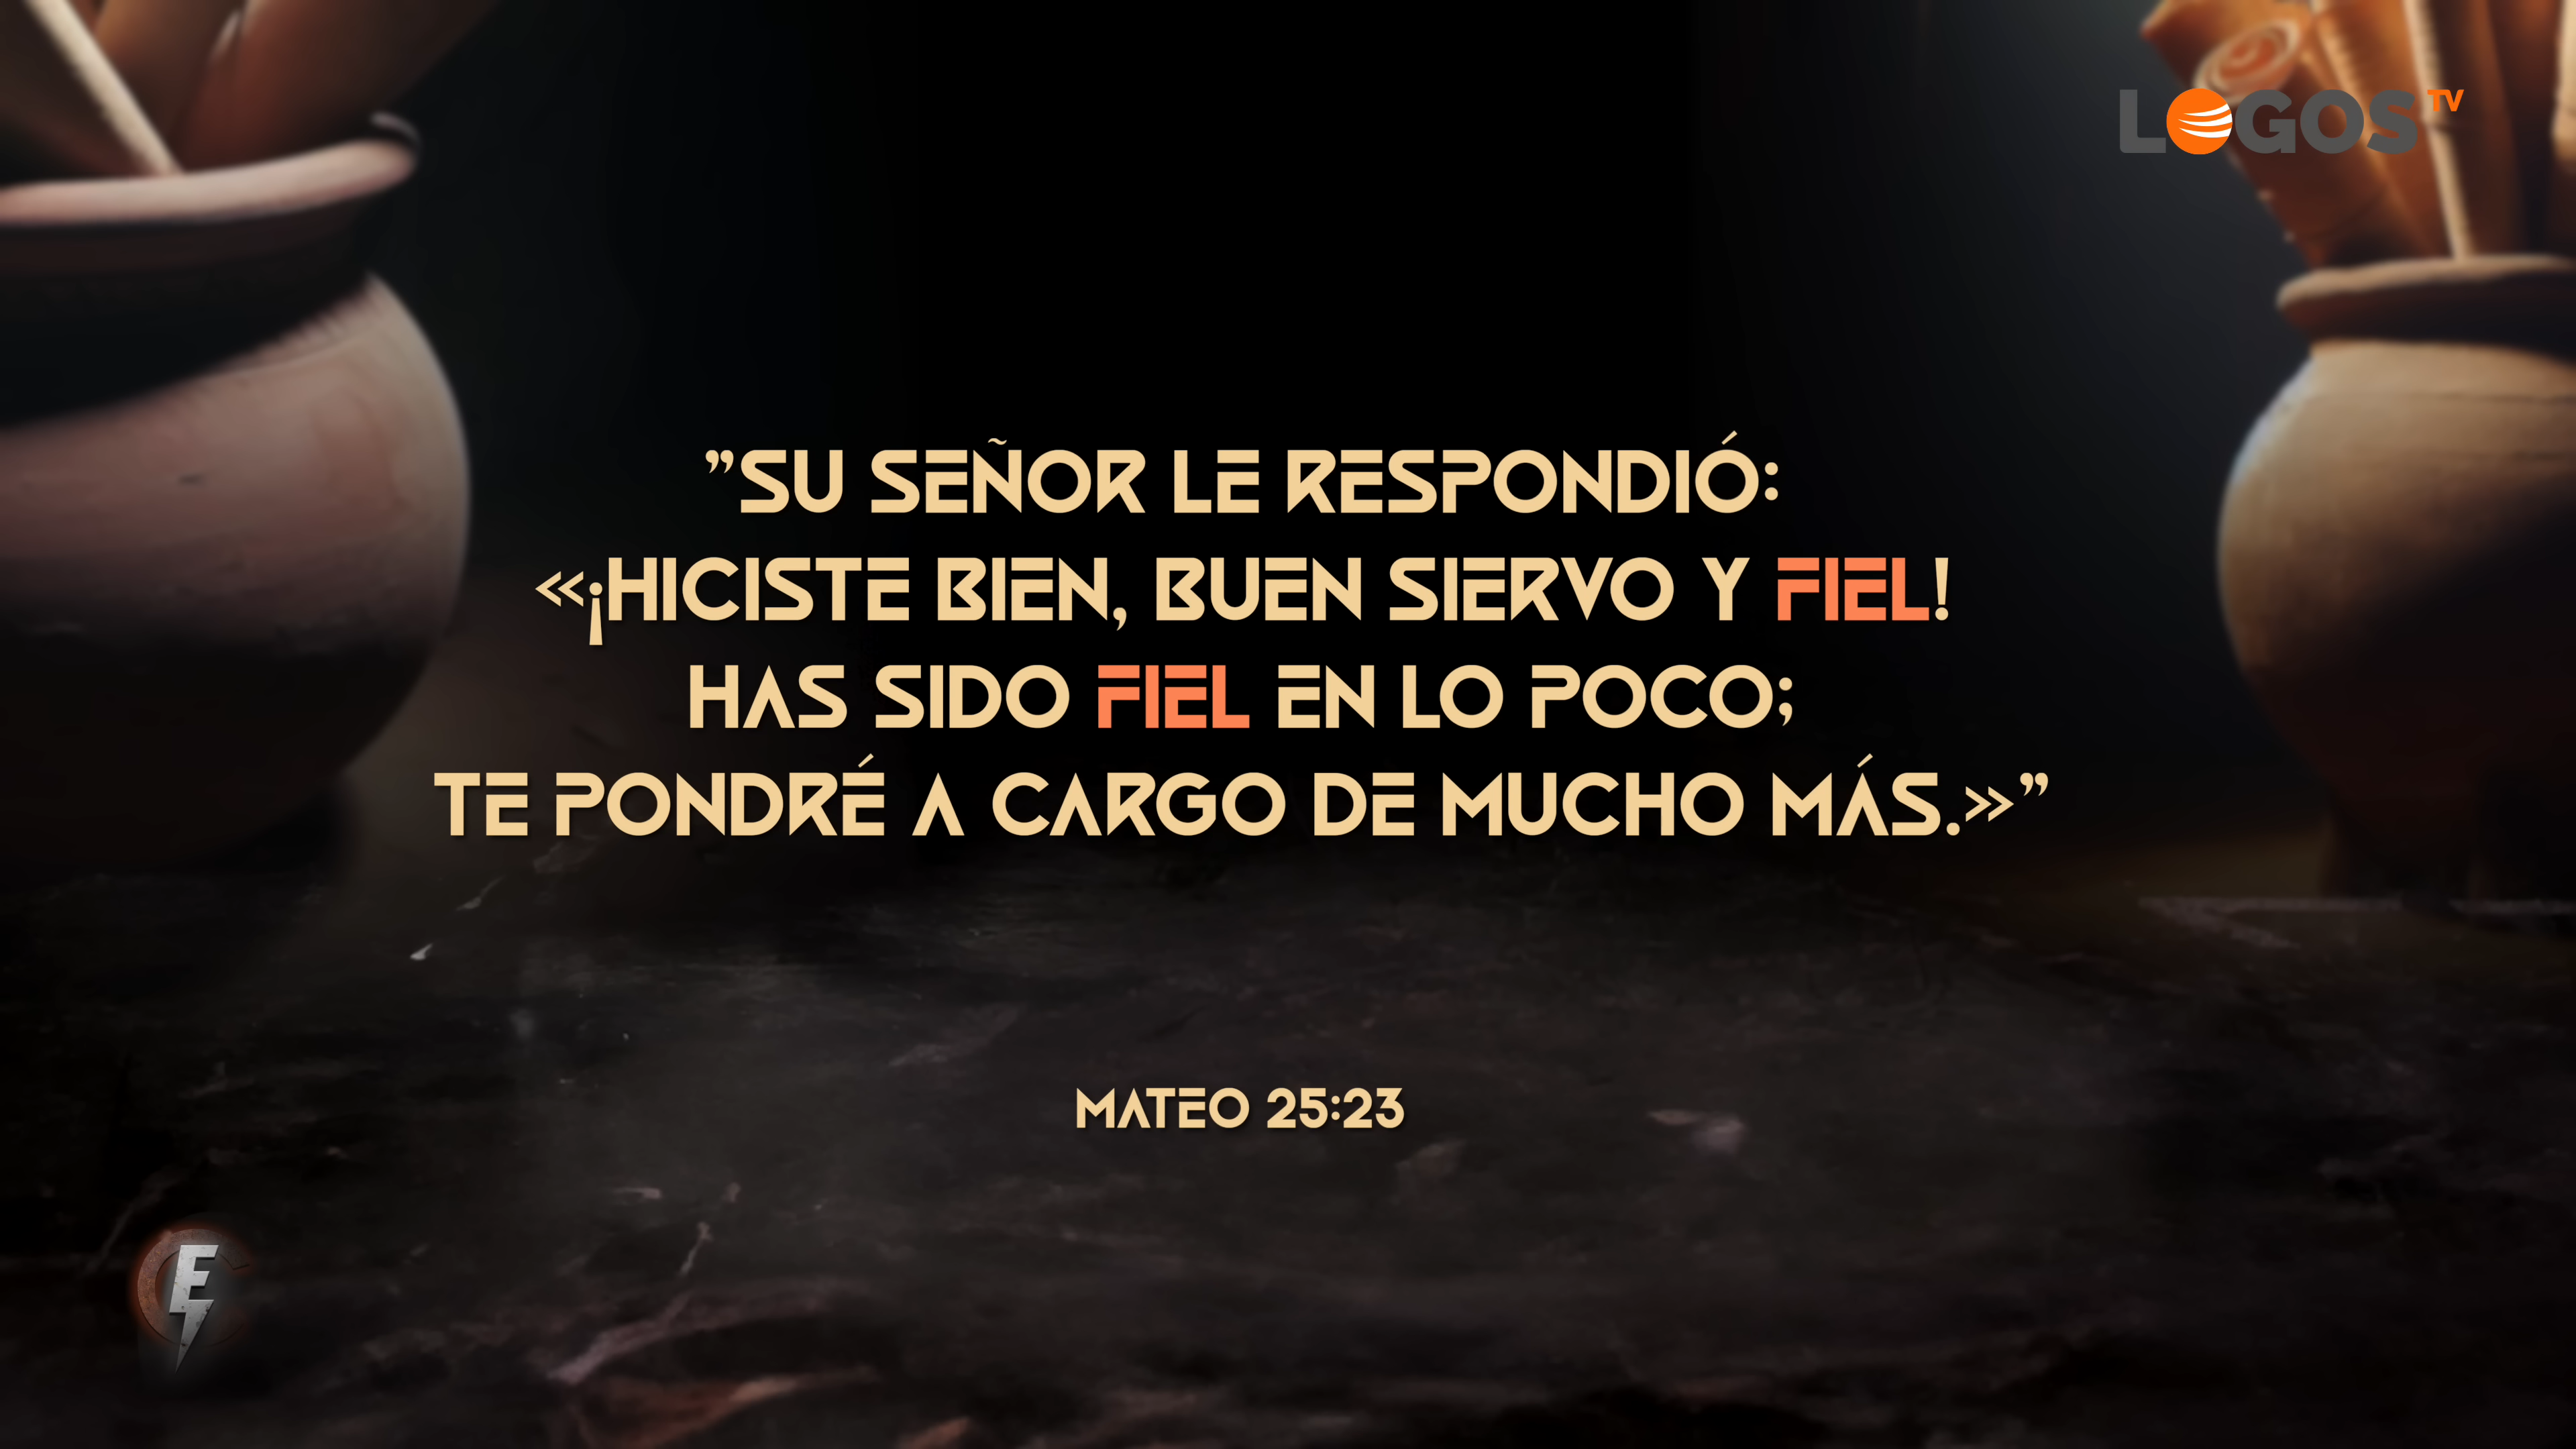 LOGOS TV
”SU SEÑOR LE RESPONDIÓ:
«¡HICISTE BIEN, BUEN SIERVO Y FIEL!
HAS SIDO FIEL EN LO POCO;
TE PONDRÉ A CARGO DE MUCHO MÁS.»”
MATEO 25:23
E